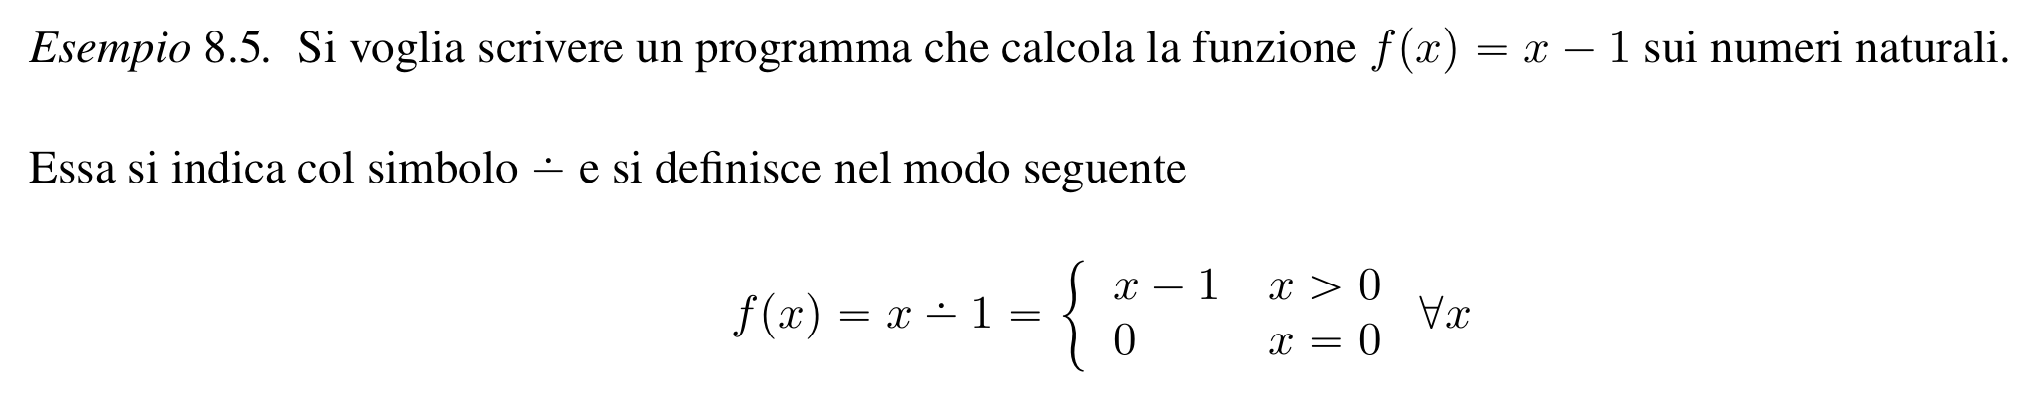 Esempio 8.5. Si voglia scrivere un programma che calcola la funzione f(x) = x − 1 sui numeri naturali.
Essa si indica col simbolo ∸ e si definisce nel modo seguente
f(x) = x ∸ 1 = { x − 1 x > 0
0 x = 0 ∀x